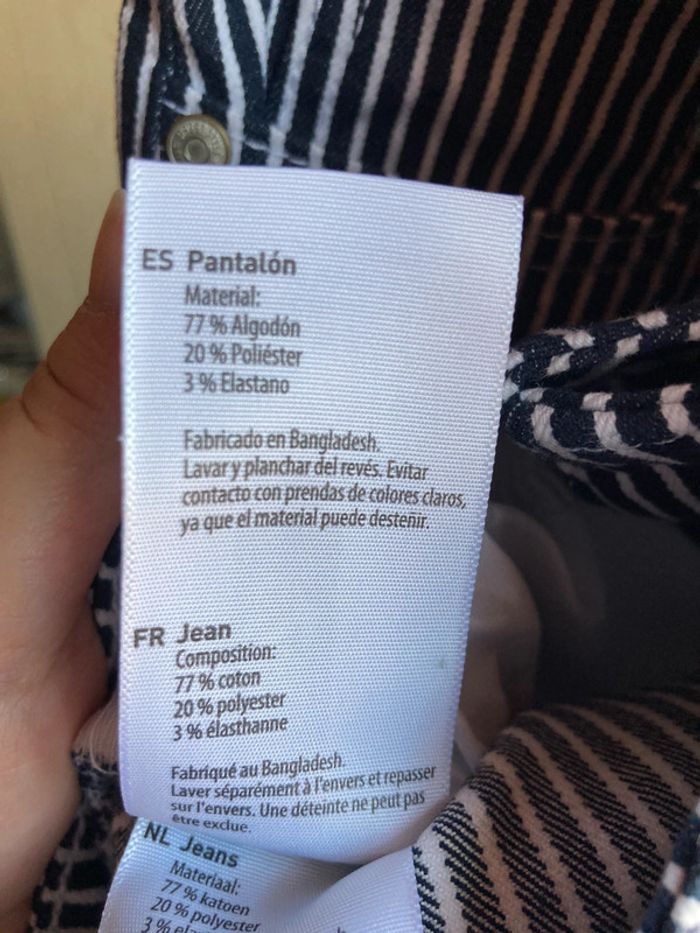 ES Pantalón
Material:
77 % Algodón
20 % Poliéster
3 % Elastano
Fabricado en Bangladesh.
Lavar y planchar del revés. Evitar
contacto con prendas de colores claros,
ya que el material puede desteñir.
FR Jean
Composition:
77 % coton
20 % polyester
3 % élasthanne
Fabriqué au Bangladesh.
Laver séparément à l'envers et repasser
sur l'envers. Une déteinte ne peut pas
être exclue.
NL Jeans
Materiaal:
77 % katoen
20 % polyester
3 %